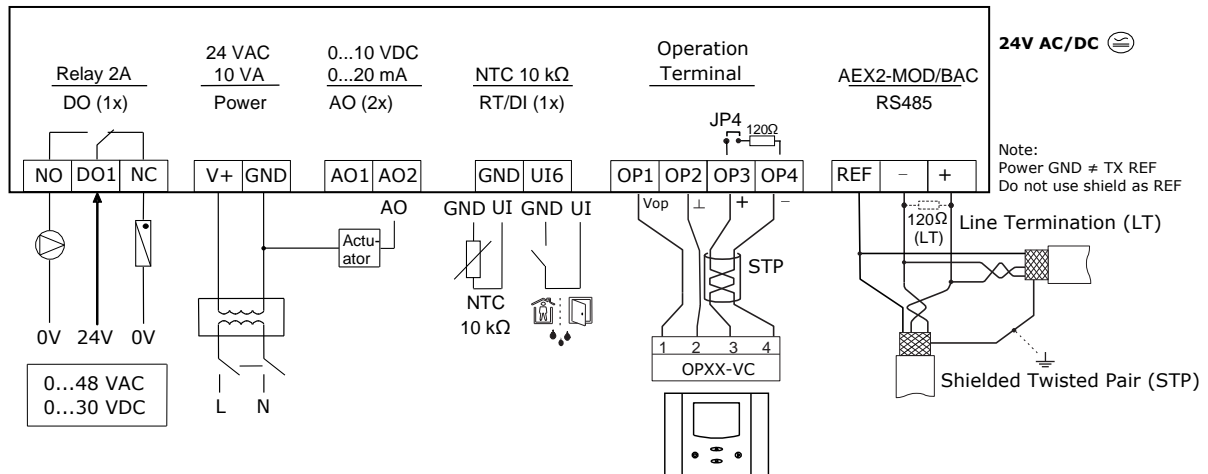 24V AC/DC
Relay 2A
DO (1x)
24 VAC
10 VA
Power
0...10 VDC
0...20 mA
AO (2x)
NTC 10 kΩ
RT/DI (1x)
Operation
Terminal
JP4
120Ω
AEX2-MOD/BAC
RS485
Note:
Power GND ≠ TX REF
Do not use shield as REF
NO DO1 NC V+ GND AO1 AO2 GND UI6 OP1 OP2 OP3 OP4 REF − +
Vop ⊥ + −
AO
GND UI GND UI
120Ω
(LT)
Line Termination (LT)
Actu-
ator
STP
NTC
10 kΩ
0V 24V 0V
0...48 VAC
0...30 VDC
L N
1 2 3 4
OPXX-VC
Shielded Twisted Pair (STP)